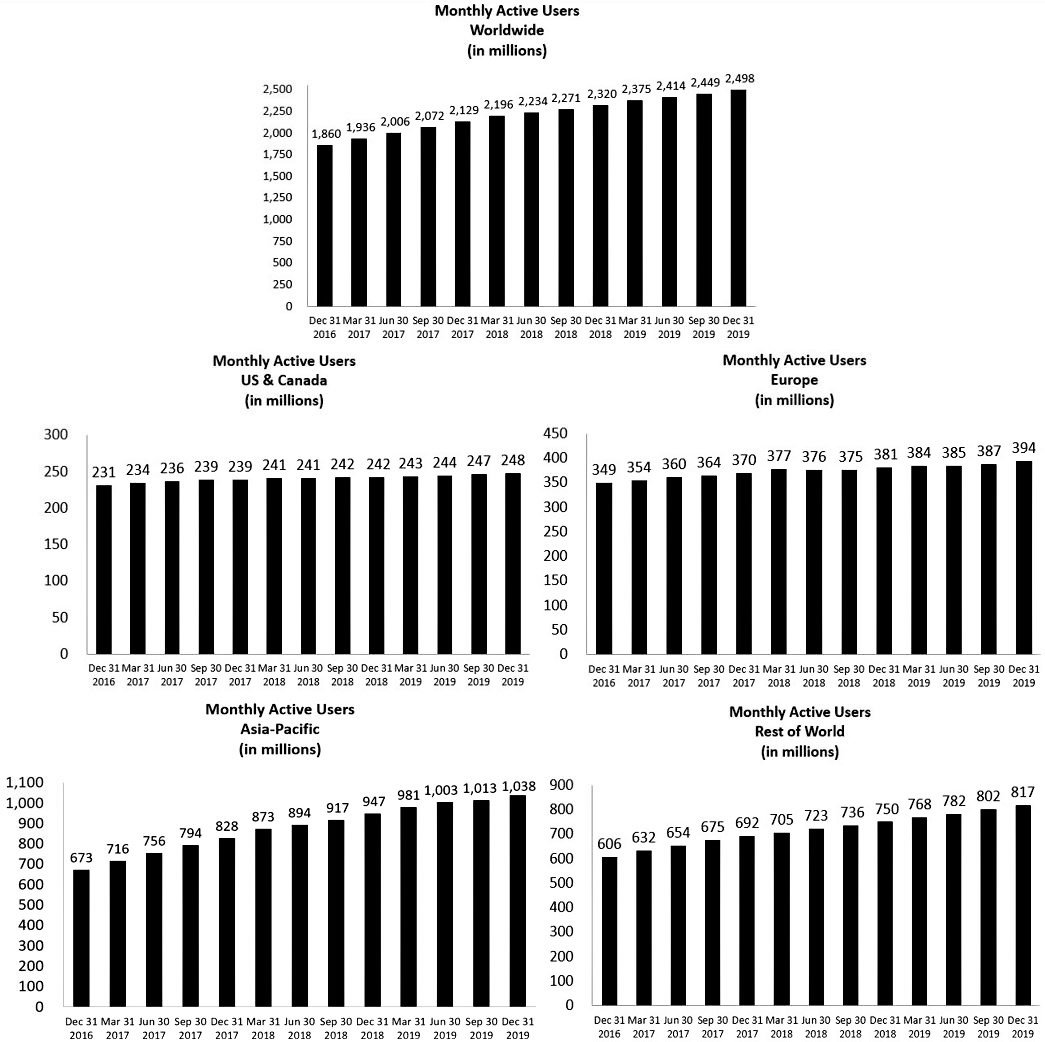 Monthly Active Users
Worldwide
(in millions)
2,500
2,250
2,000
1,750
1,500
1,250
1,000
750
500
250
0
1,860 1,936 2,006 2,072 2,129 2,196 2,234 2,271 2,320 2,375 2,414 2,449 2,498
Dec 31 Mar 31 Jun 30 Sep 30 Dec 31 Mar 31 Jun 30 Sep 30 Dec 31 Mar 31 Jun 30 Sep 30 Dec 31
2016 2017 2017 2017 2017 2018 2018 2018 2018 2019 2019 2019 2019
Monthly Active Users
US & Canada
(in millions)
300
250
200
150
100
50
0
231 234 236 239 239 241 241 242 242 243 244 247 248
Dec 31 Mar 31 Jun 30 Sep 30 Dec 31 Mar 31 Jun 30 Sep 30 Dec 31 Mar 31 Jun 30 Sep 30 Dec 31
2016 2017 2017 2017 2017 2018 2018 2018 2018 2019 2019 2019 2019
Monthly Active Users
Europe
(in millions)
450
400
350
300
250
200
150
100
50
0
349 354 360 364 370 377 376 375 381 384 385 387 394
Dec 31 Mar 31 Jun 30 Sep 30 Dec 31 Mar 31 Jun 30 Sep 30 Dec 31 Mar 31 Jun 30 Sep 30 Dec 31
2016 2017 2017 2017 2017 2018 2018 2018 2018 2019 2019 2019 2019
Monthly Active Users
Asia-Pacific
(in millions)
1,100
1,000
900
800
700
600
500
400
300
200
100
0
673 716 756 794 828 873 894 917 947 981 1,003 1,013 1,038
Dec 31 Mar 31 Jun 30 Sep 30 Dec 31 Mar 31 Jun 30 Sep 30 Dec 31 Mar 31 Jun 30 Sep 30 Dec 31
2016 2017 2017 2017 2017 2018 2018 2018 2018 2019 2019 2019 2019
Monthly Active Users
Rest of World
(in millions)
900
800
700
600
500
400
300
200
100
0
606 632 654 675 692 705 723 736 750 768 782 802 817
Dec 31 Mar 31 Jun 30 Sep 30 Dec 31 Mar 31 Jun 30 Sep 30 Dec 31 Mar 31 Jun 30 Sep 30 Dec 31
2016 2017 2017 2017 2017 2018 2018 2018 2018 2019 2019 2019 2019